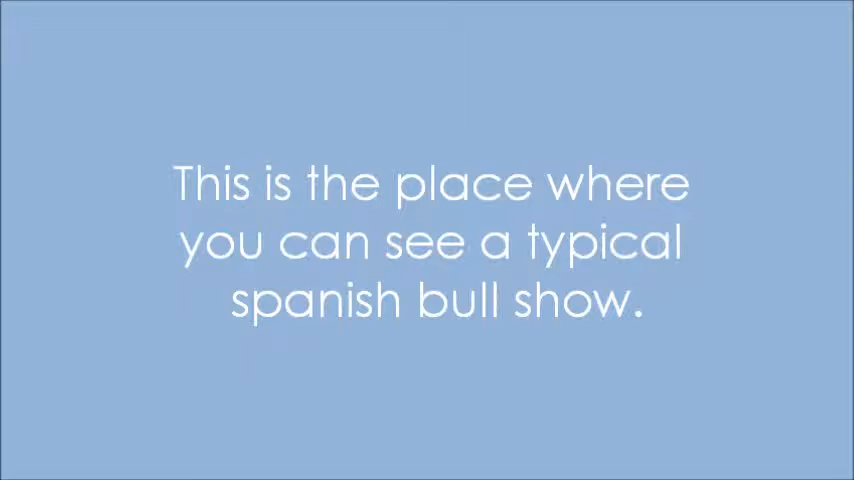 This is the place where
you can see a typical
spanish bull show.